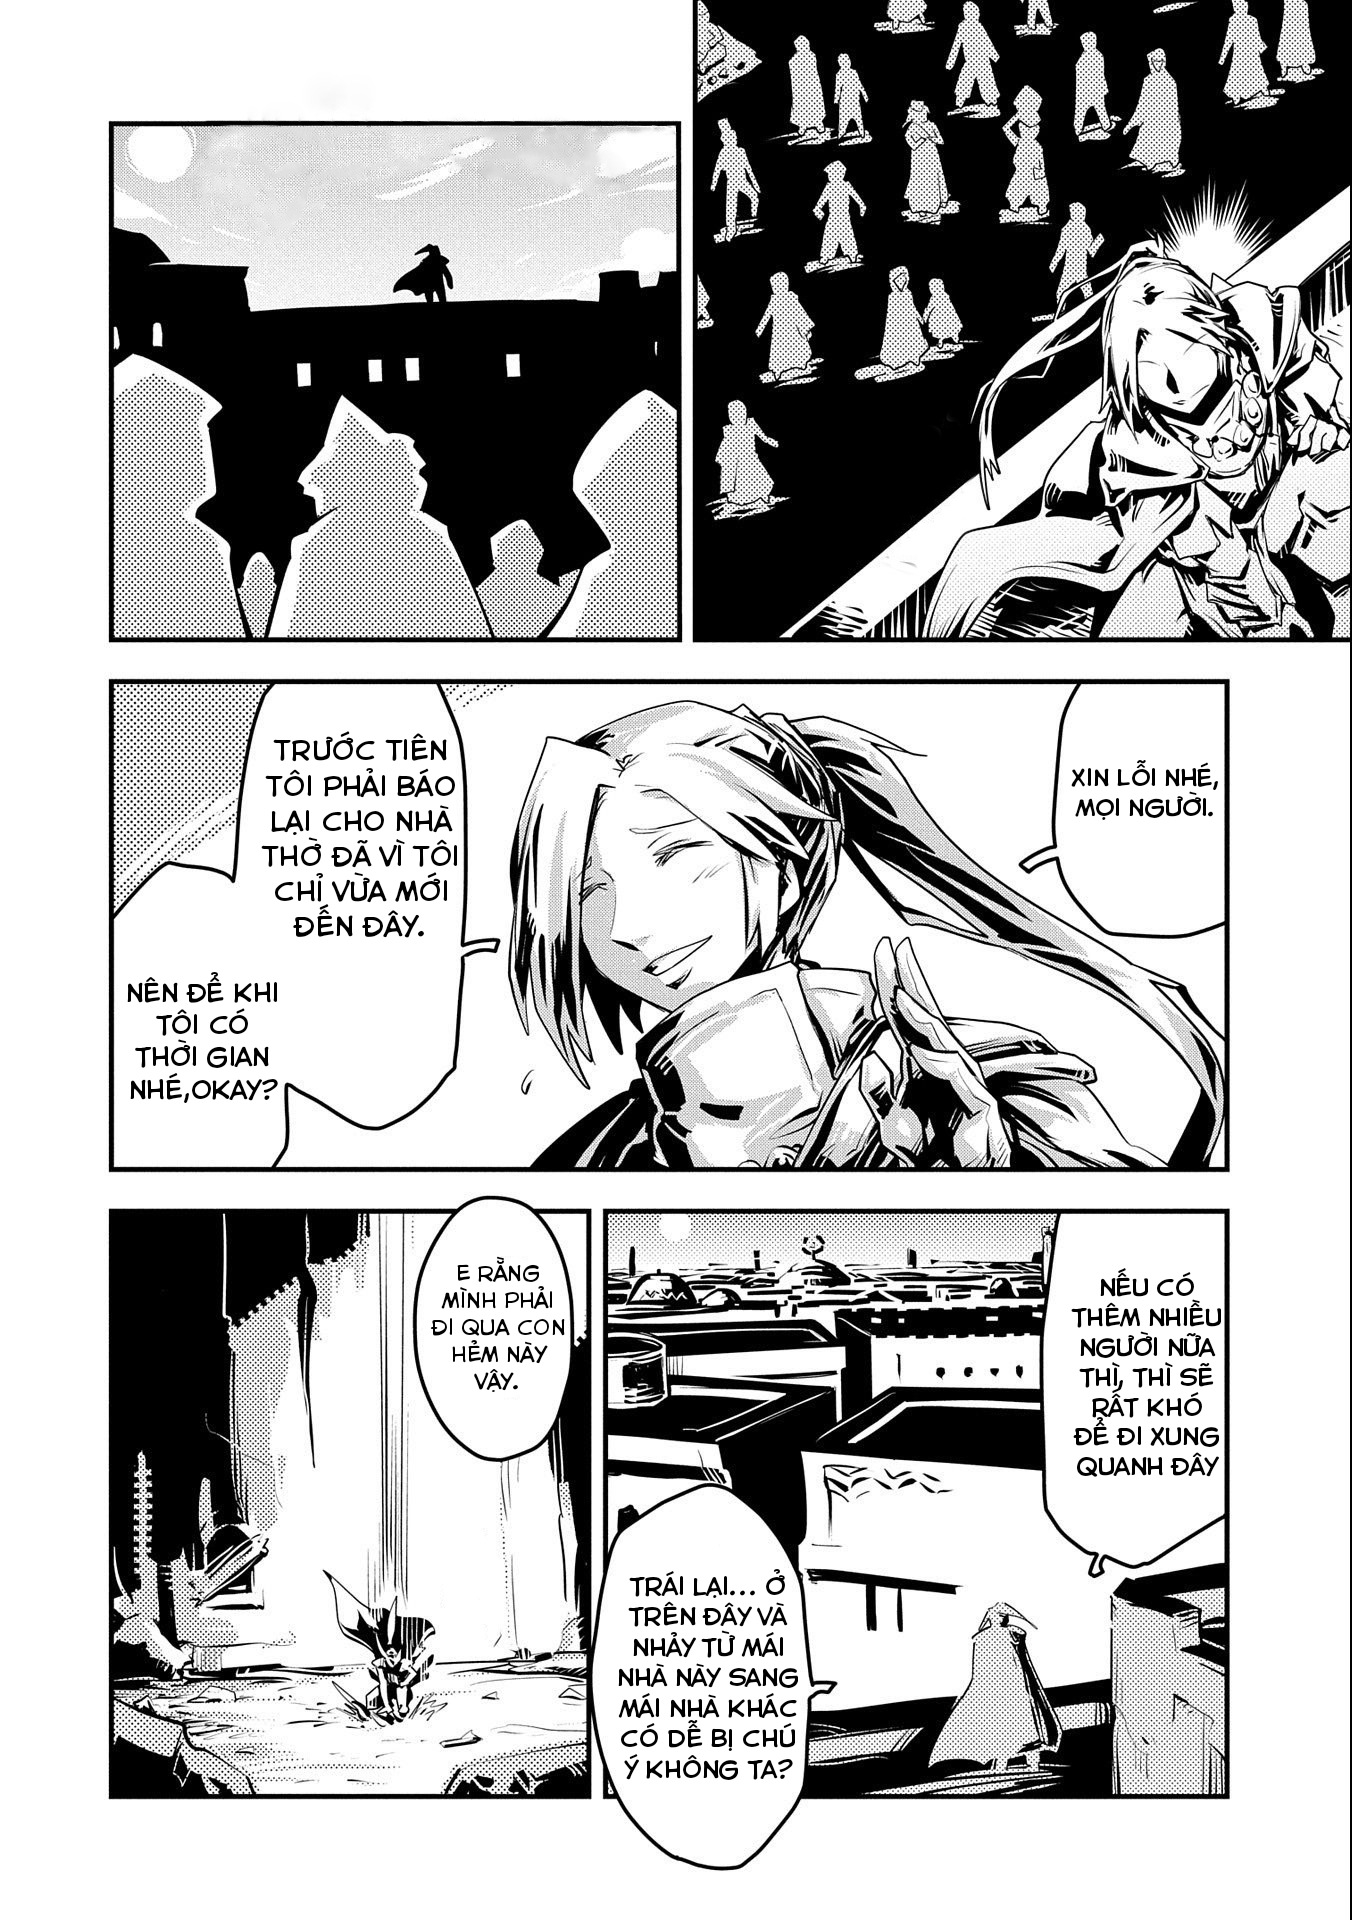 XIN LỖI NHÉ,
MỌI NGƯỜI.
TRƯỚC TIÊN
TÔI PHẢI BÁO
LẠI CHO NHÀ
THỜ ĐÃ VÌ TÔI
CHỈ VỪA MỚI
ĐẾN ĐÂY.
NÊN ĐỂ KHI
TÔI CÓ
THỜI GIAN
NHÉ,OKAY?
NẾU CÓ
THÊM NHIỀU
NGƯỜI NỮA
THÌ, THÌ SẼ
RẤT KHÓ
ĐỂ ĐI XUNG
QUANH ĐÂY
TRÁI LẠI... Ở
TRÊN ĐÂY VÀ
NHẢY TỪ MÁI
NHÀ NÀY SANG
MÁI NHÀ KHÁC
CÓ DỄ BỊ CHÚ
Ý KHÔNG TA?
E RẰNG
MÌNH PHẢI
ĐI QUA CON
HẺM NÀY
VẬY.